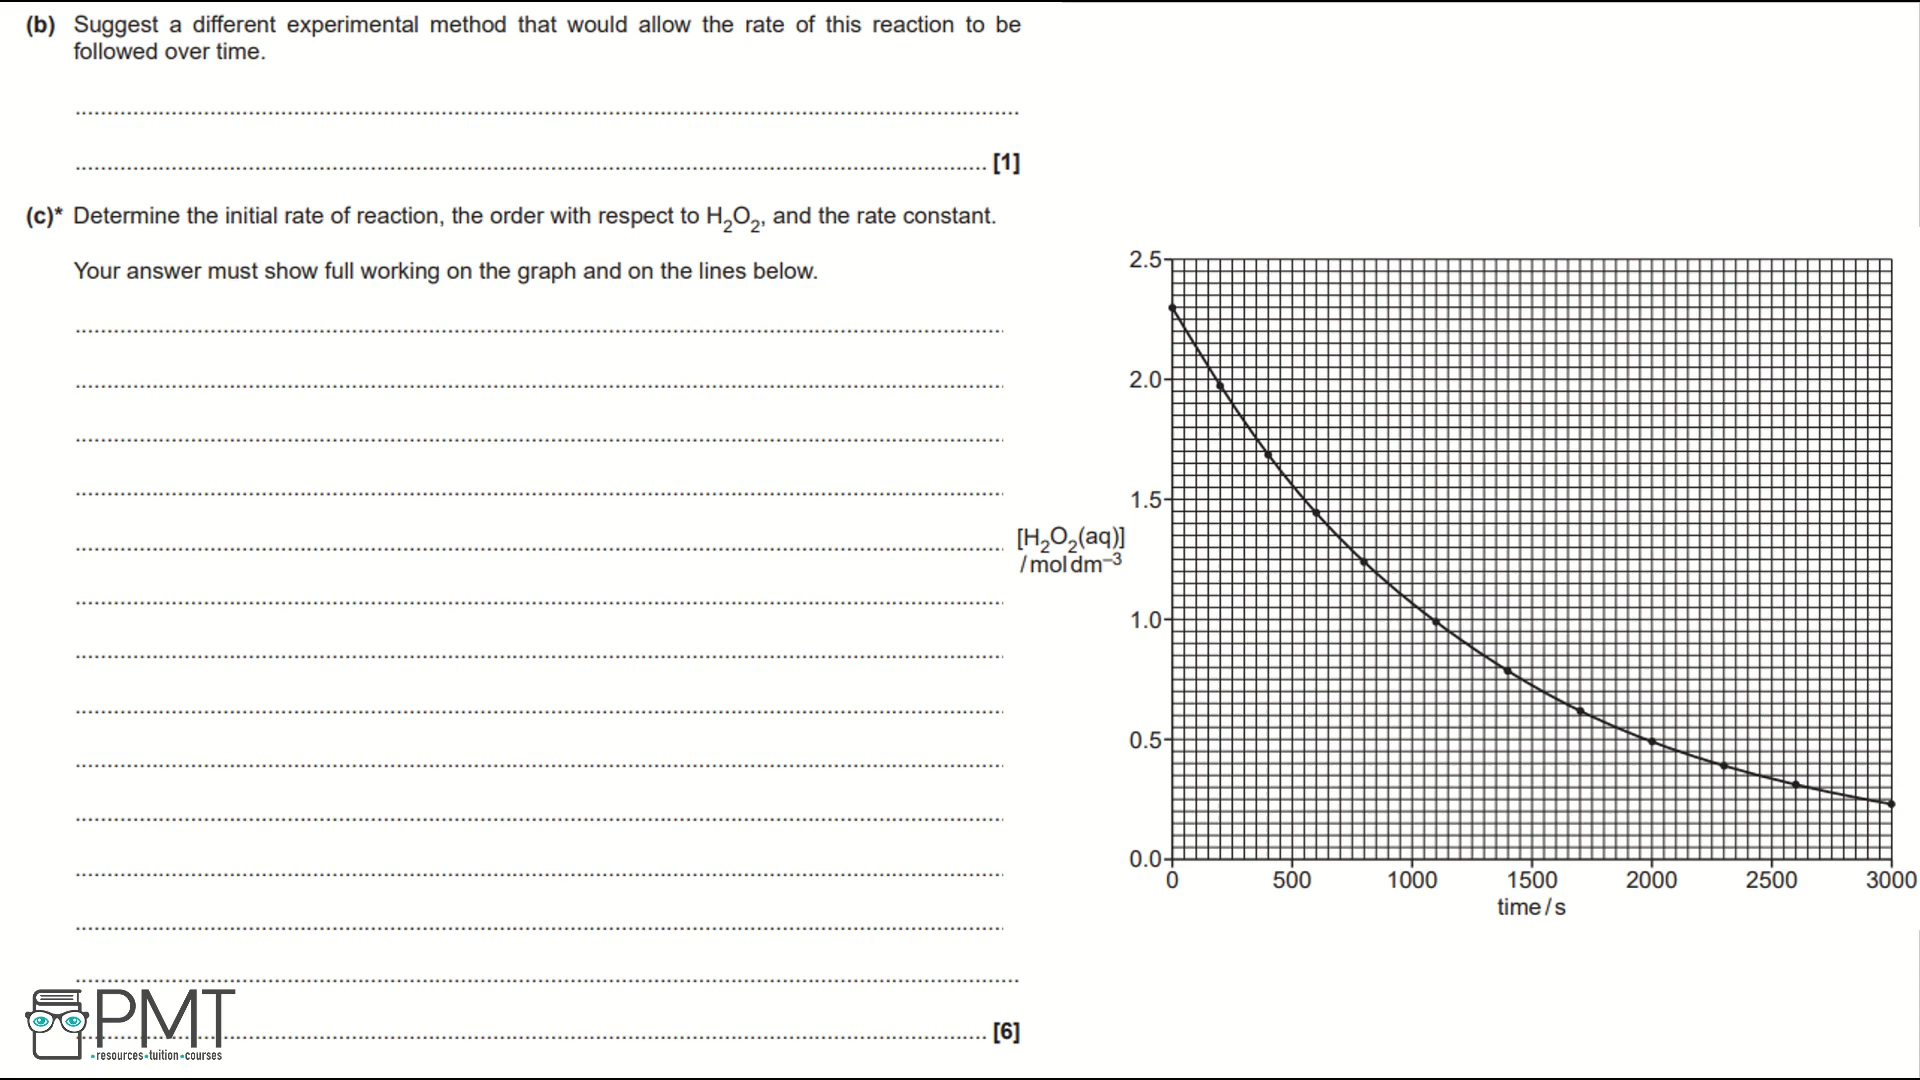 (b) Suggest a different experimental method that would allow the rate of this reaction to be
followed over time.
[1]
(c)* Determine the initial rate of reaction, the order with respect to H₂O₂, and the rate constant.
Your answer must show full working on the graph and on the lines below.
[6]
2.5
2.0
1.5
[H₂O₂(aq)]
/mol dm⁻³
1.0
0.5
0.0
0 500 1000 1500 2000 2500 3000
time/s
PMT
•resources•tuition•courses